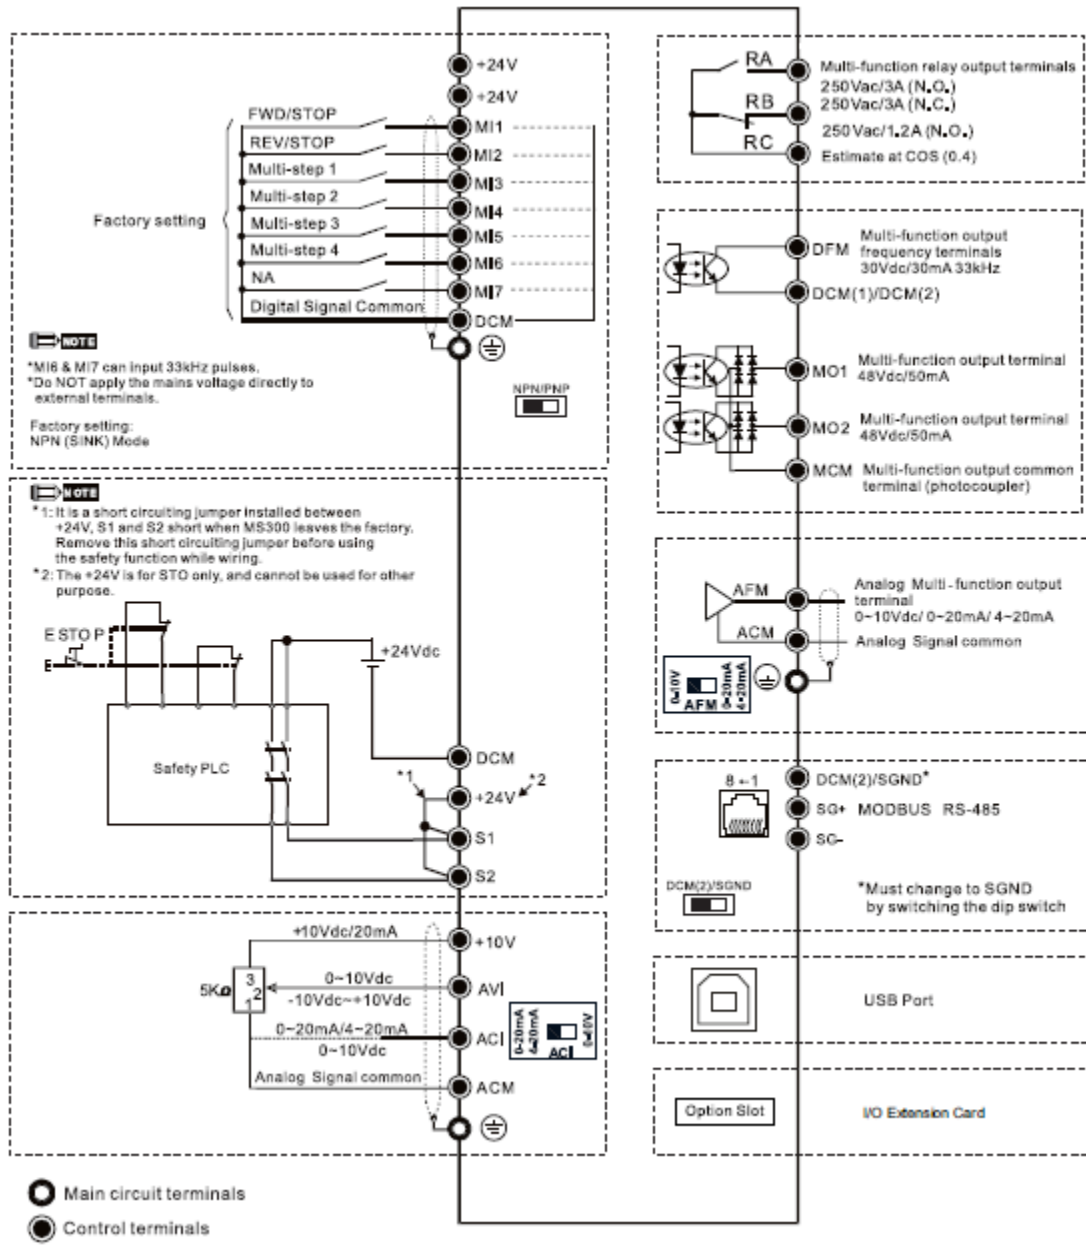 +24V
+24V
FWD/STOP
MI1
REV/STOP
MI2
Multi-step 1
MI3
Multi-step 2
MI4
Factory setting
Multi-step 3
MI5
Multi-step 4
MI6
NA
MI7
Digital Signal Common
DCM
NOTE
*MI6 & MI7 can input 33kHz pulses.
*Do NOT apply the mains voltage directly to
external terminals.
Factory setting:
NPN (SINK) Mode
NPN/PNP
NOTE
*1: It is a short circuiting jumper installed between
+24V, S1 and S2 short when MS300 leaves the factory.
Remove this short circuiting jumper before using
the safety function while wiring.
*2: The +24V is for STO only, and cannot be used for other
purpose.
ESTOP
+24Vdc
Safety PLC
DCM
*1
+24V
*2
S1
S2
+10Vdc/20mA
+10V
5KΩ
3
2
1
0~10Vdc
-10Vdc~+10Vdc
AVI
0~20mA/4~20mA
0~10Vdc
ACI
0-20mA
4-20mA
ACI
0-10V
Analog Signal common
ACM
Main circuit terminals
Control terminals
RA
Multi-function relay output terminals
250Vac/3A (N.O.)
RB
250Vac/3A (N.C.)
250Vac/1.2A (N.O.)
RC
Estimate at COS (0.4)
DFM
Multi-function output
frequency terminals
30Vdc/30mA 33kHz
DCM(1)/DCM(2)
MO1
Multi-function output terminal
48Vdc/50mA
MO2
Multi-function output terminal
48Vdc/50mA
MCM
Multi-function output common
terminal (photocoupler)
AFM
Analog Multi-function output
terminal
0~10Vdc/ 0~20mA/ 4~20mA
ACM
Analog Signal common
0-10V
AFM
0-20mA
4-20mA
8←1
DCM(2)/SGND*
SG+ MODBUS RS-485
SG-
DCM(2)/SGND
*Must change to SGND
by switching the dip switch
USB Port
Option Slot
I/O Extension Card